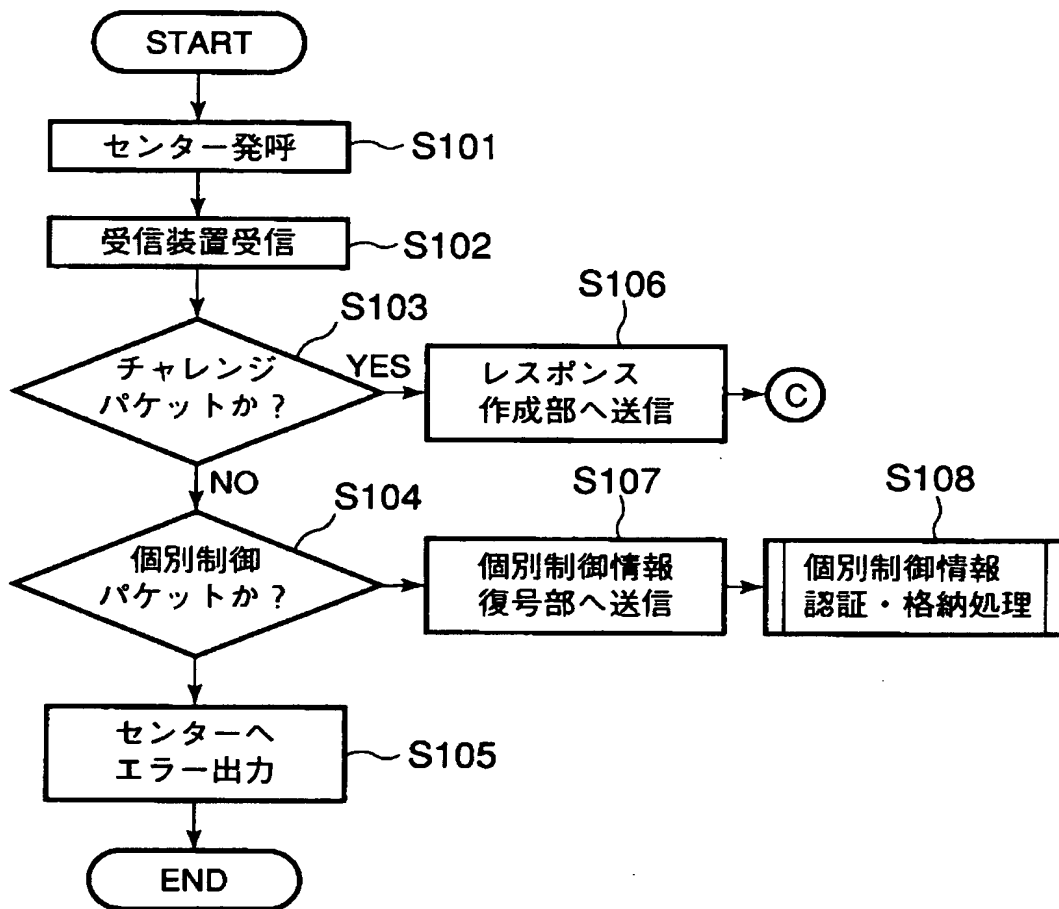 START
センター発呼
S101
受信装置受信
S102
S103
チャレンジ
パケットか？
YES
S106
レスポンス
作成部へ送信
C
NO
S104
個別制御
パケットか？
S107
個別制御情報
復号部へ送信
S108
個別制御情報
認証・格納処理
センターへ
エラー出力
S105
END